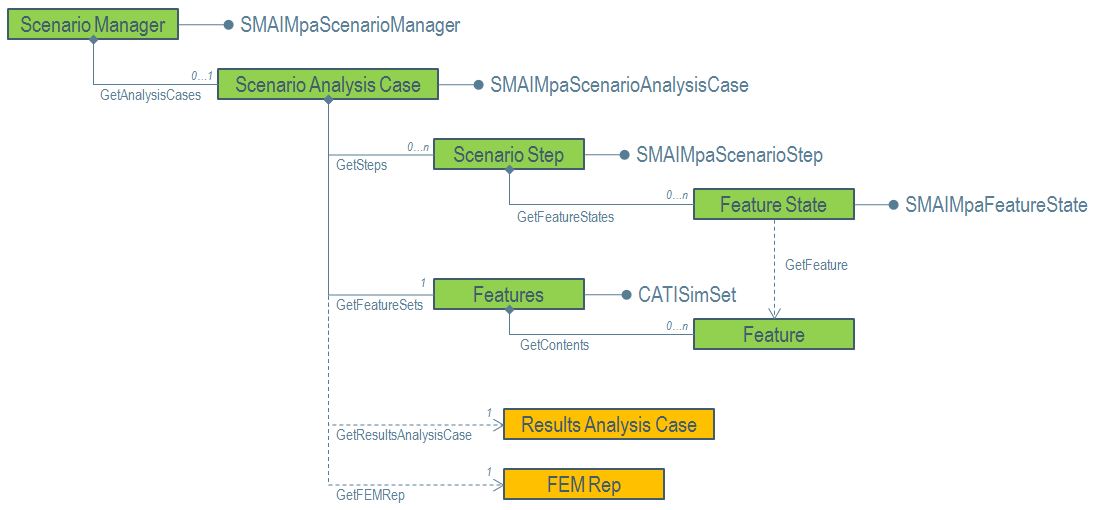 Scenario Manager
SMAIMpaScenarioManager
0...1
GetAnalysisCases
Scenario Analysis Case
SMAIMpaScenarioAnalysisCase
0...n
GetSteps
Scenario Step
SMAIMpaScenarioStep
0...n
GetFeatureStates
Feature State
SMAIMpaFeatureState
GetFeature
1
GetFeatureSets
Features
CATISimSet
0...n
GetContents
Feature
1
GetResultsAnalysisCase
Results Analysis Case
1
GetFEMRep
FEM Rep